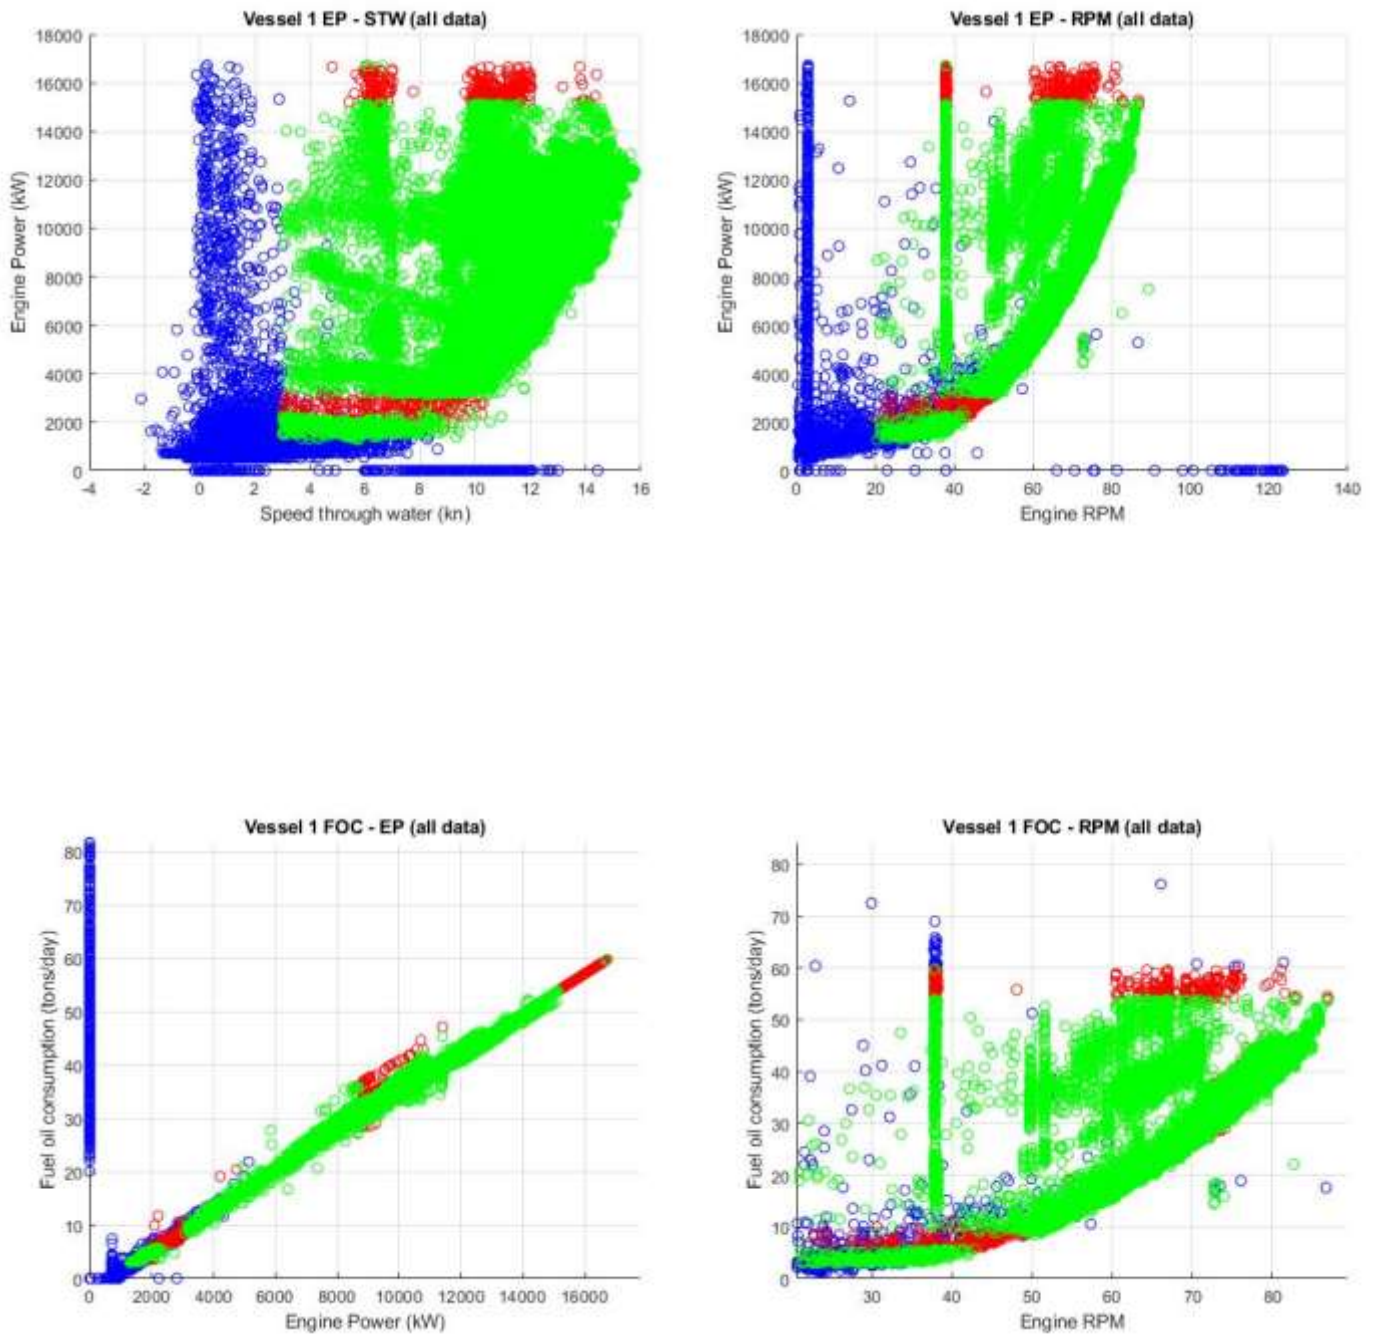 Vessel 1 EP - STW (all data)
18000
16000
14000
12000
10000
8000
6000
4000
2000
0
Engine Power (kW)
-4 -2 0 2 4 6 8 10 12 14 16
Speed through water (kn)
Vessel 1 EP - RPM (all data)
18000
16000
14000
12000
10000
8000
6000
4000
2000
0
Engine Power (kW)
0 20 40 60 80 100 120 140
Engine RPM
Vessel 1 FOC - EP (all data)
80
70
60
50
40
30
20
10
0
Fuel oil consumption (tons/day)
0 2000 4000 6000 8000 10000 12000 14000 16000
Engine Power (kW)
Vessel 1 FOC - RPM (all data)
80
70
60
50
40
30
20
10
0
Fuel oil consumption (tons/day)
30 40 50 60 70 80
Engine RPM